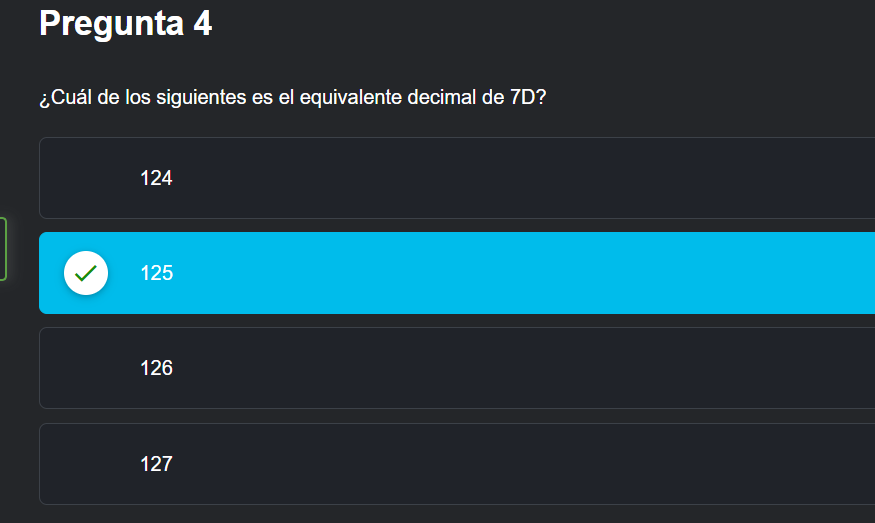 Pregunta 4
¿Cuál de los siguientes es el equivalente decimal de 7D?
124
125
126
127